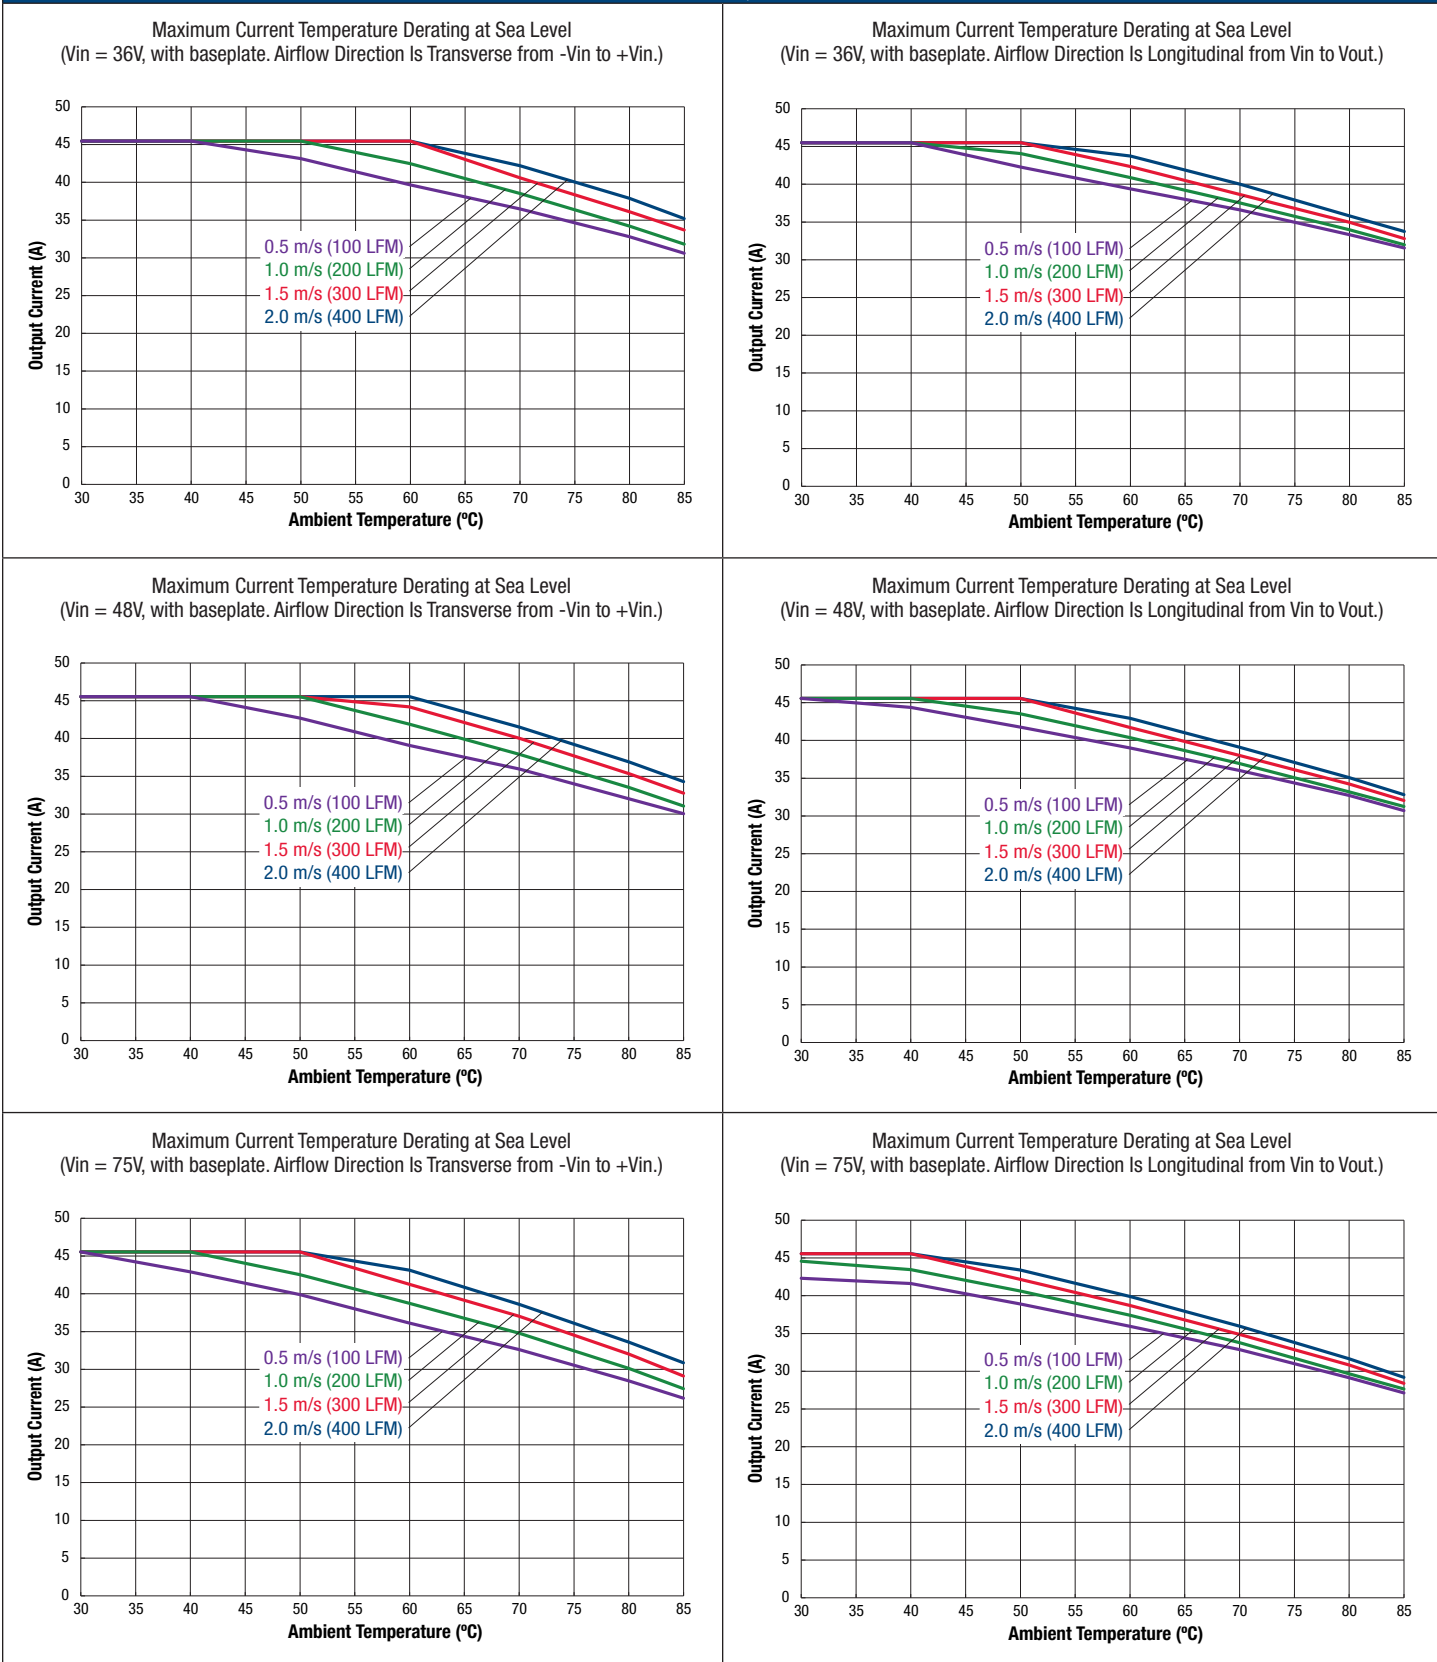 Maximum Current Temperature Derating at Sea Level
(Vin = 36V, with baseplate. Airflow Direction Is Transverse from -Vin to +Vin.)
50
45
40
35
30
25
20
15
10
5
0
Output Current (A)
0.5 m/s (100 LFM)
1.0 m/s (200 LFM)
1.5 m/s (300 LFM)
2.0 m/s (400 LFM)
30 35 40 45 50 55 60 65 70 75 80 85
Ambient Temperature (ºC)
Maximum Current Temperature Derating at Sea Level
(Vin = 36V, with baseplate. Airflow Direction Is Longitudinal from Vin to Vout.)
50
45
40
35
30
25
20
15
10
5
0
Output Current (A)
0.5 m/s (100 LFM)
1.0 m/s (200 LFM)
1.5 m/s (300 LFM)
2.0 m/s (400 LFM)
30 35 40 45 50 55 60 65 70 75 80 85
Ambient Temperature (ºC)
Maximum Current Temperature Derating at Sea Level
(Vin = 48V, with baseplate. Airflow Direction Is Transverse from -Vin to +Vin.)
50
45
40
35
30
25
20
15
10
5
0
Output Current (A)
0.5 m/s (100 LFM)
1.0 m/s (200 LFM)
1.5 m/s (300 LFM)
2.0 m/s (400 LFM)
30 35 40 45 50 55 60 65 70 75 80 85
Ambient Temperature (ºC)
Maximum Current Temperature Derating at Sea Level
(Vin = 48V, with baseplate. Airflow Direction Is Longitudinal from Vin to Vout.)
50
45
40
35
30
25
20
15
10
5
0
Output Current (A)
0.5 m/s (100 LFM)
1.0 m/s (200 LFM)
1.5 m/s (300 LFM)
2.0 m/s (400 LFM)
30 35 40 45 50 55 60 65 70 75 80 85
Ambient Temperature (ºC)
Maximum Current Temperature Derating at Sea Level
(Vin = 75V, with baseplate. Airflow Direction Is Transverse from -Vin to +Vin.)
50
45
40
35
30
25
20
15
10
5
0
Output Current (A)
0.5 m/s (100 LFM)
1.0 m/s (200 LFM)
1.5 m/s (300 LFM)
2.0 m/s (400 LFM)
30 35 40 45 50 55 60 65 70 75 80 85
Ambient Temperature (ºC)
Maximum Current Temperature Derating at Sea Level
(Vin = 75V, with baseplate. Airflow Direction Is Longitudinal from Vin to Vout.)
50
45
40
35
30
25
20
15
10
5
0
Output Current (A)
0.5 m/s (100 LFM)
1.0 m/s (200 LFM)
1.5 m/s (300 LFM)
2.0 m/s (400 LFM)
30 35 40 45 50 55 60 65 70 75 80 85
Ambient Temperature (ºC)